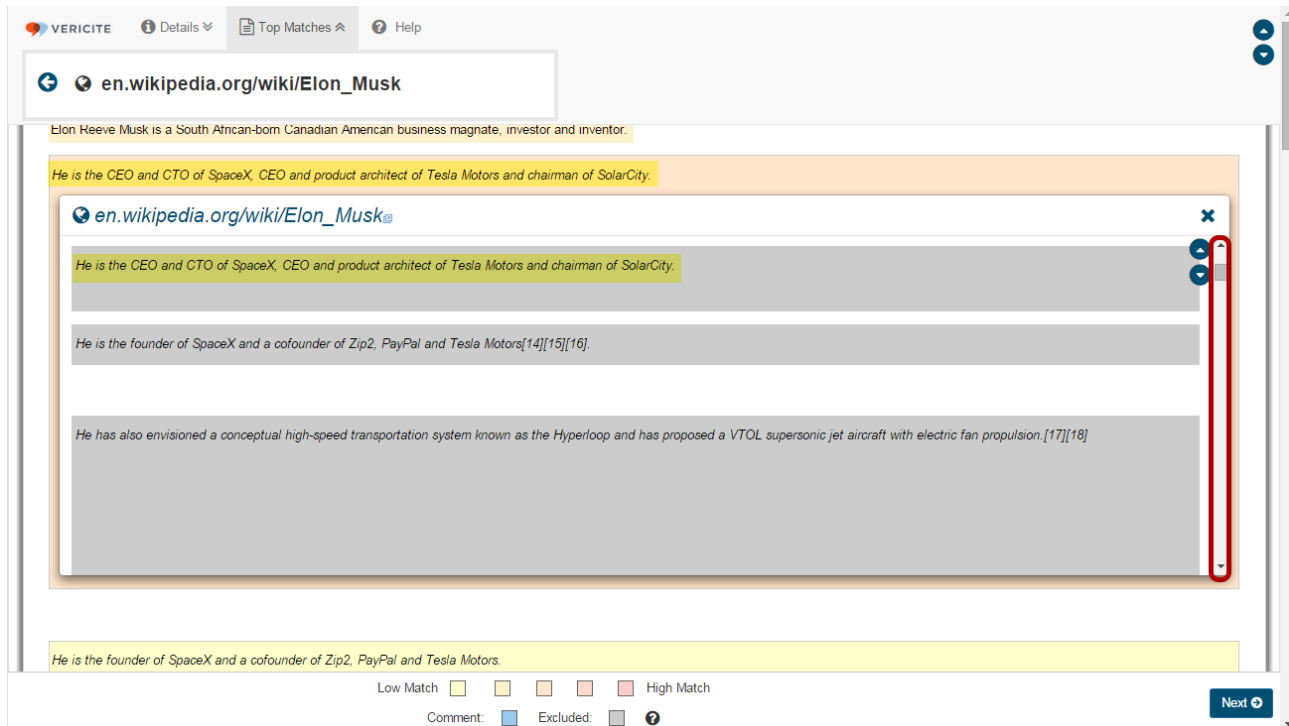 VERICITE Details Top Matches Help
en.wikipedia.org/wiki/Elon_Musk
Elon Reeve Musk is a South African-born Canadian American business magnate, investor and inventor.
He is the CEO and CTO of SpaceX, CEO and product architect of Tesla Motors and chairman of SolarCity.
en.wikipedia.org/wiki/Elon_Musk
He is the CEO and CTO of SpaceX, CEO and product architect of Tesla Motors and chairman of SolarCity.
He is the founder of SpaceX and a cofounder of Zip2, PayPal and Tesla Motors[14][15][16].
He has also envisioned a conceptual high-speed transportation system known as the Hyperloop and has proposed a VTOL supersonic jet aircraft with electric fan propulsion.[17][18]
He is the founder of SpaceX and a cofounder of Zip2, PayPal and Tesla Motors.
Low Match High Match
Next
Comment: Excluded: